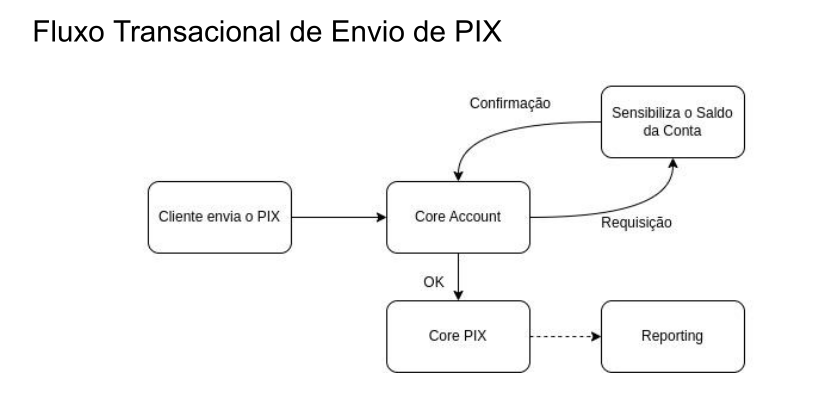 Fluxo Transacional de Envio de PIX
Confirmação
Sensibiliza o Saldo
da Conta
Cliente envia o PIX
Core Account
Requisição
OK
Core PIX
Reporting